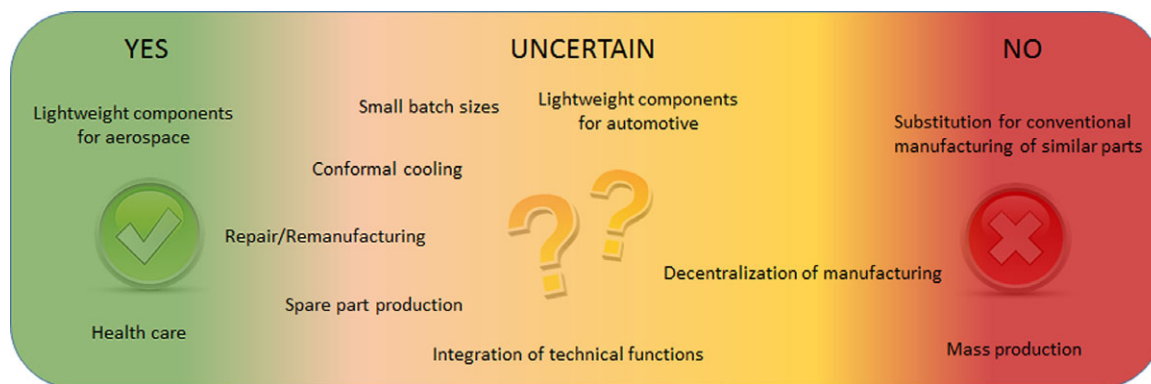 YES
UNCERTAIN
NO
Lightweight components
for aerospace
Small batch sizes
Lightweight components
for automotive
Substitution for conventional
manufacturing of similar parts
Conformal cooling
Repair/Remanufacturing
??
Decentralization of manufacturing
Spare part production
Health care
Integration of technical functions
Mass production